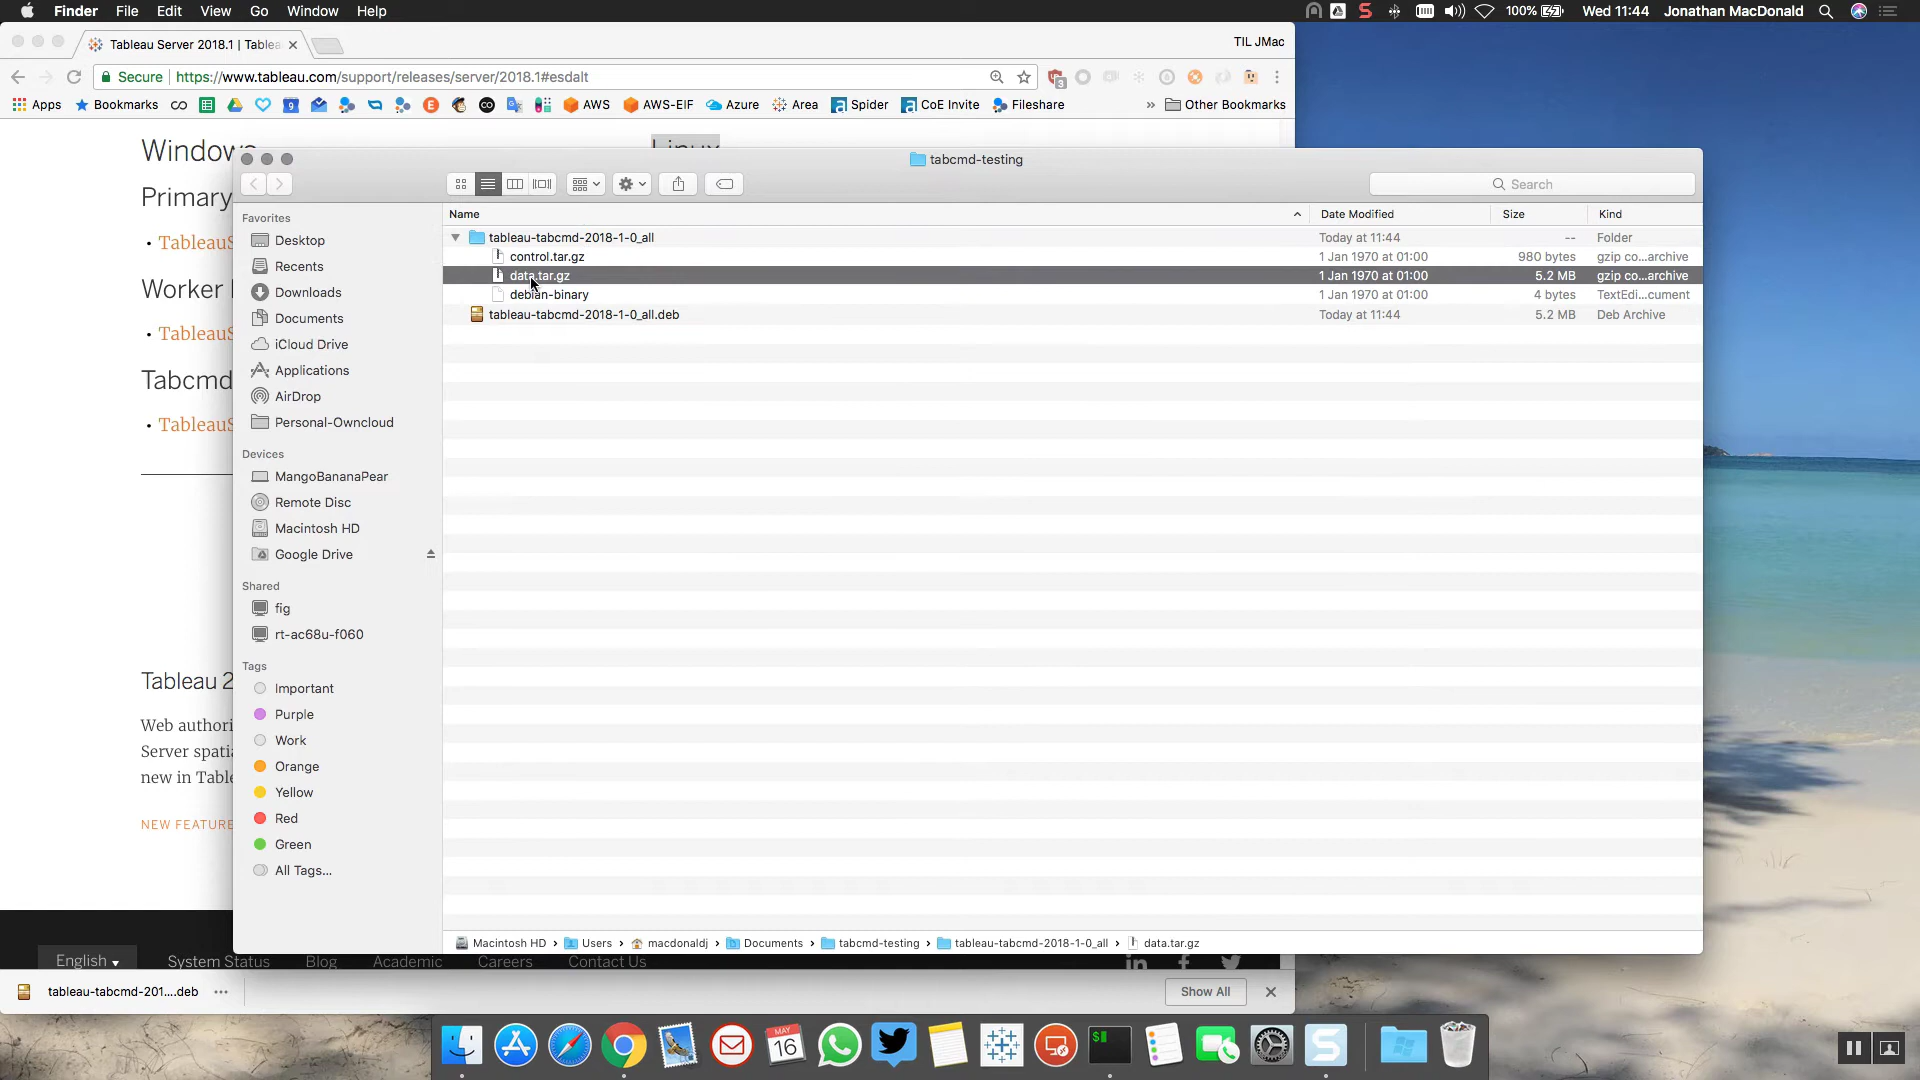 Finder File Edit View Go Window Help
100% Wed 11:44 Jonathan MacDonald
Tableau Server 2018.1 | Tablea
TIL JMac
Secure https://www.tableau.com/support/releases/server/2018.1#esdalt
3
Apps Bookmarks AWS AWS-EIF Azure Area Spider CoE Invite Fileshare » Other Bookmarks
Windows
Linux
Primary
• TableauS
Worker
• TableauS
Tabcmd
• TableauS
Tableau 2
Web authori
Server spatia
new in Table
NEW FEATURE
tabcmd-testing
Search
Favorites
Desktop
Recents
Downloads
Documents
iCloud Drive
Applications
AirDrop
Personal-Owncloud
Devices
MangoBananaPear
Remote Disc
Macintosh HD
Google Drive
Shared
fig
rt-ac68u-f060
Tags
Important
Purple
Work
Orange
Yellow
Red
Green
All Tags...
Name Date Modified Size Kind
tableau-tabcmd-2018-1-0_all Today at 11:44 -- Folder
control.tar.gz 1 Jan 1970 at 01:00 980 bytes gzip co...archive
data.tar.gz 1 Jan 1970 at 01:00 5.2 MB gzip co...archive
debian-binary 1 Jan 1970 at 01:00 4 bytes TextEdi...cument
tableau-tabcmd-2018-1-0_all.deb Today at 11:44 5.2 MB Deb Archive
Macintosh HD › Users › macdonaldj › Documents › tabcmd-testing › tableau-tabcmd-2018-1-0_all › data.tar.gz
English System Status Blog Academic Careers Contact Us
tableau-tabcmd-201....deb
Show All
MAY
16